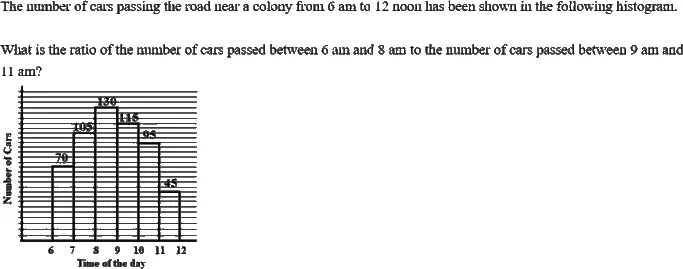 The number of cars passing the road near a colony from 6 am to 12 noon has been shown in the following histogram.
What is the ratio of the number of cars passed between 6 am and 8 am to the number of cars passed between 9 am and
11 am?
130
115
105
95
70
45
Number of Cars
6 7 8 9 10 11 12
Time of the day